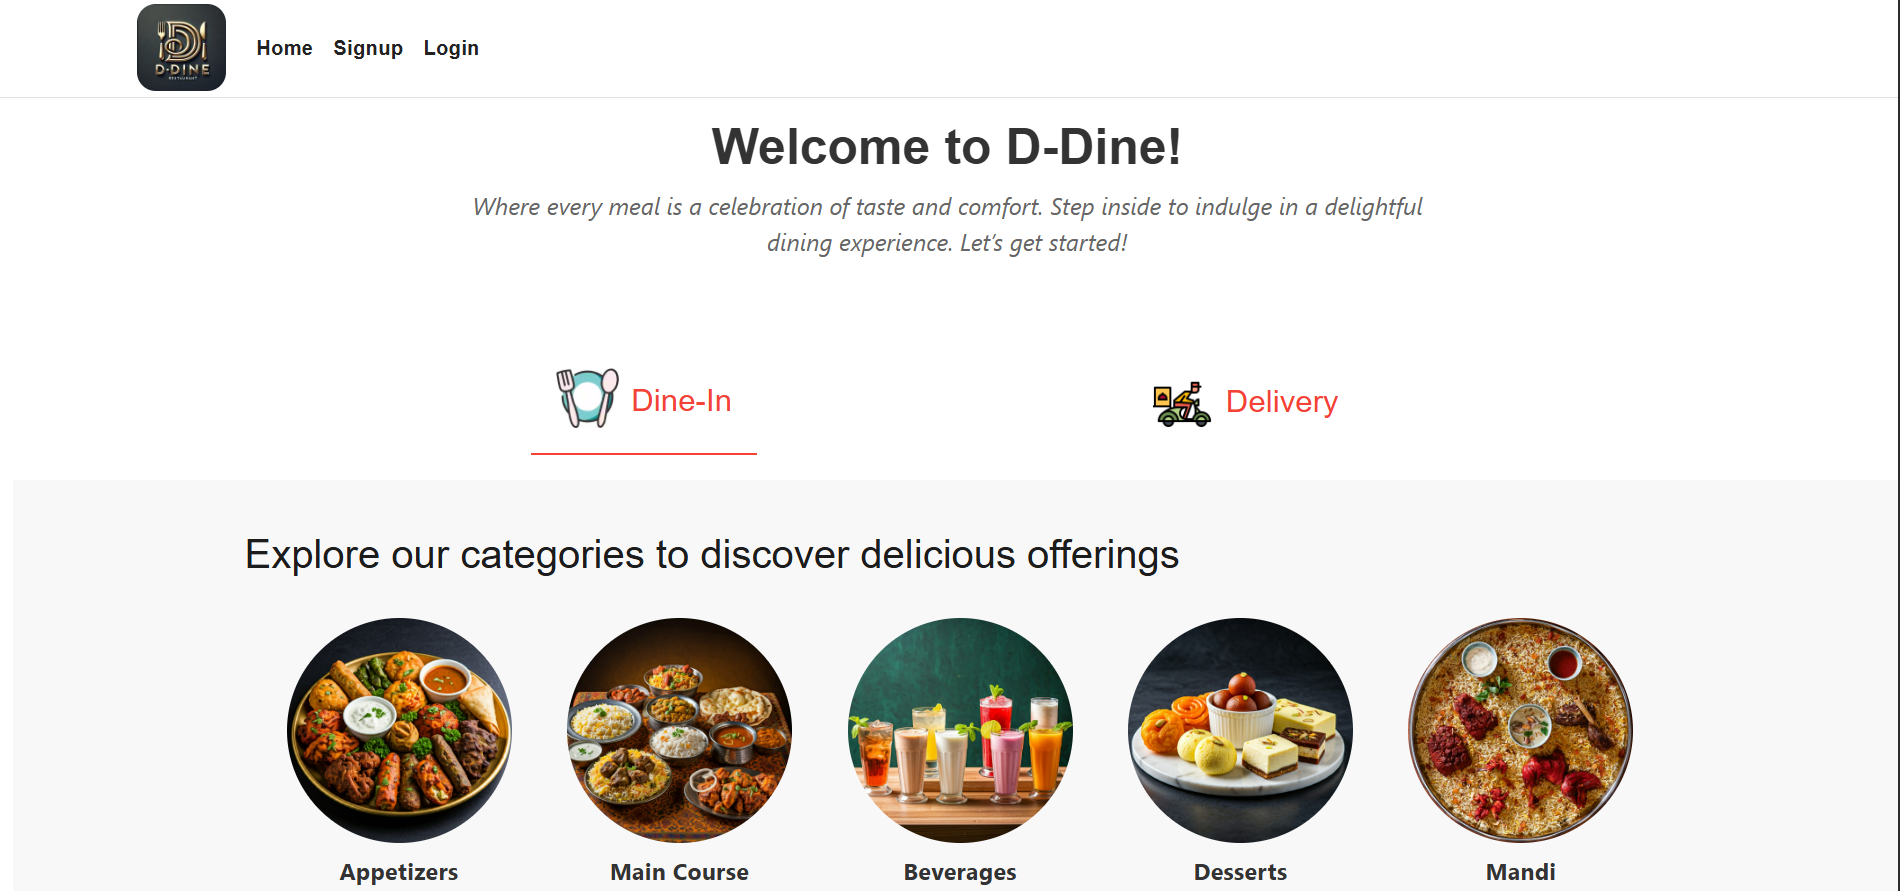 D-DINE
RESTAURANT
Home Signup Login
Welcome to D-Dine!
Where every meal is a celebration of taste and comfort. Step inside to indulge in a delightful
dining experience. Let's get started!
Dine-In Delivery
Explore our categories to discover delicious offerings
Appetizers Main Course Beverages Desserts Mandi